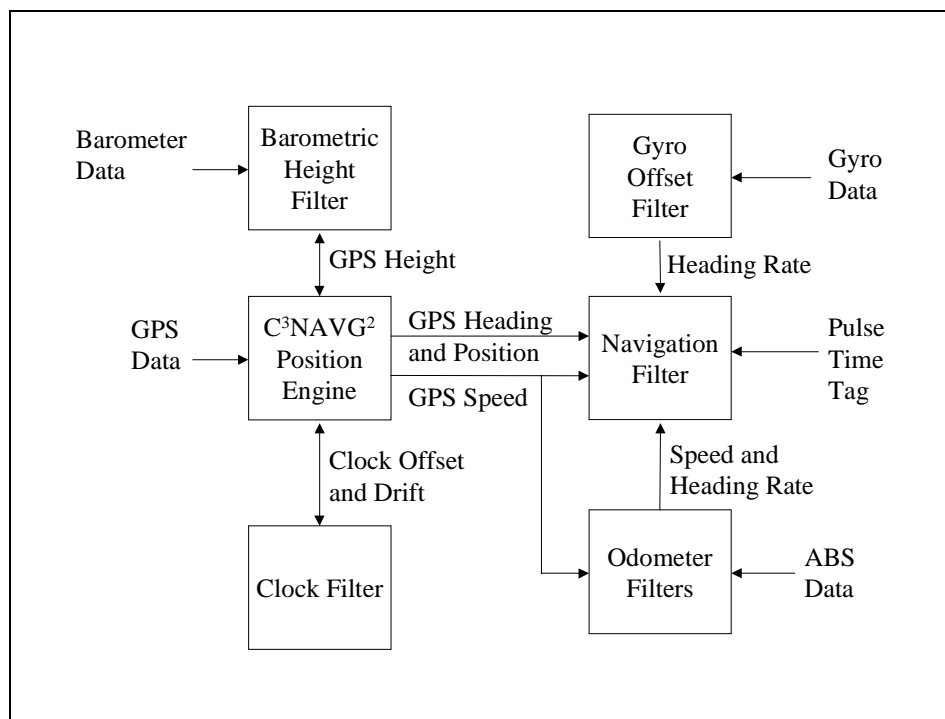 Barometer
Data
Barometric
Height
Filter
Gyro
Offset
Filter
Gyro
Data
GPS Height
Heading Rate
GPS
Data
C³NAVG²
Position
Engine
GPS Heading
and Position
GPS Speed
Navigation
Filter
Pulse
Time
Tag
Clock Offset
and Drift
Speed and
Heading Rate
Clock Filter
Odometer
Filters
ABS
Data